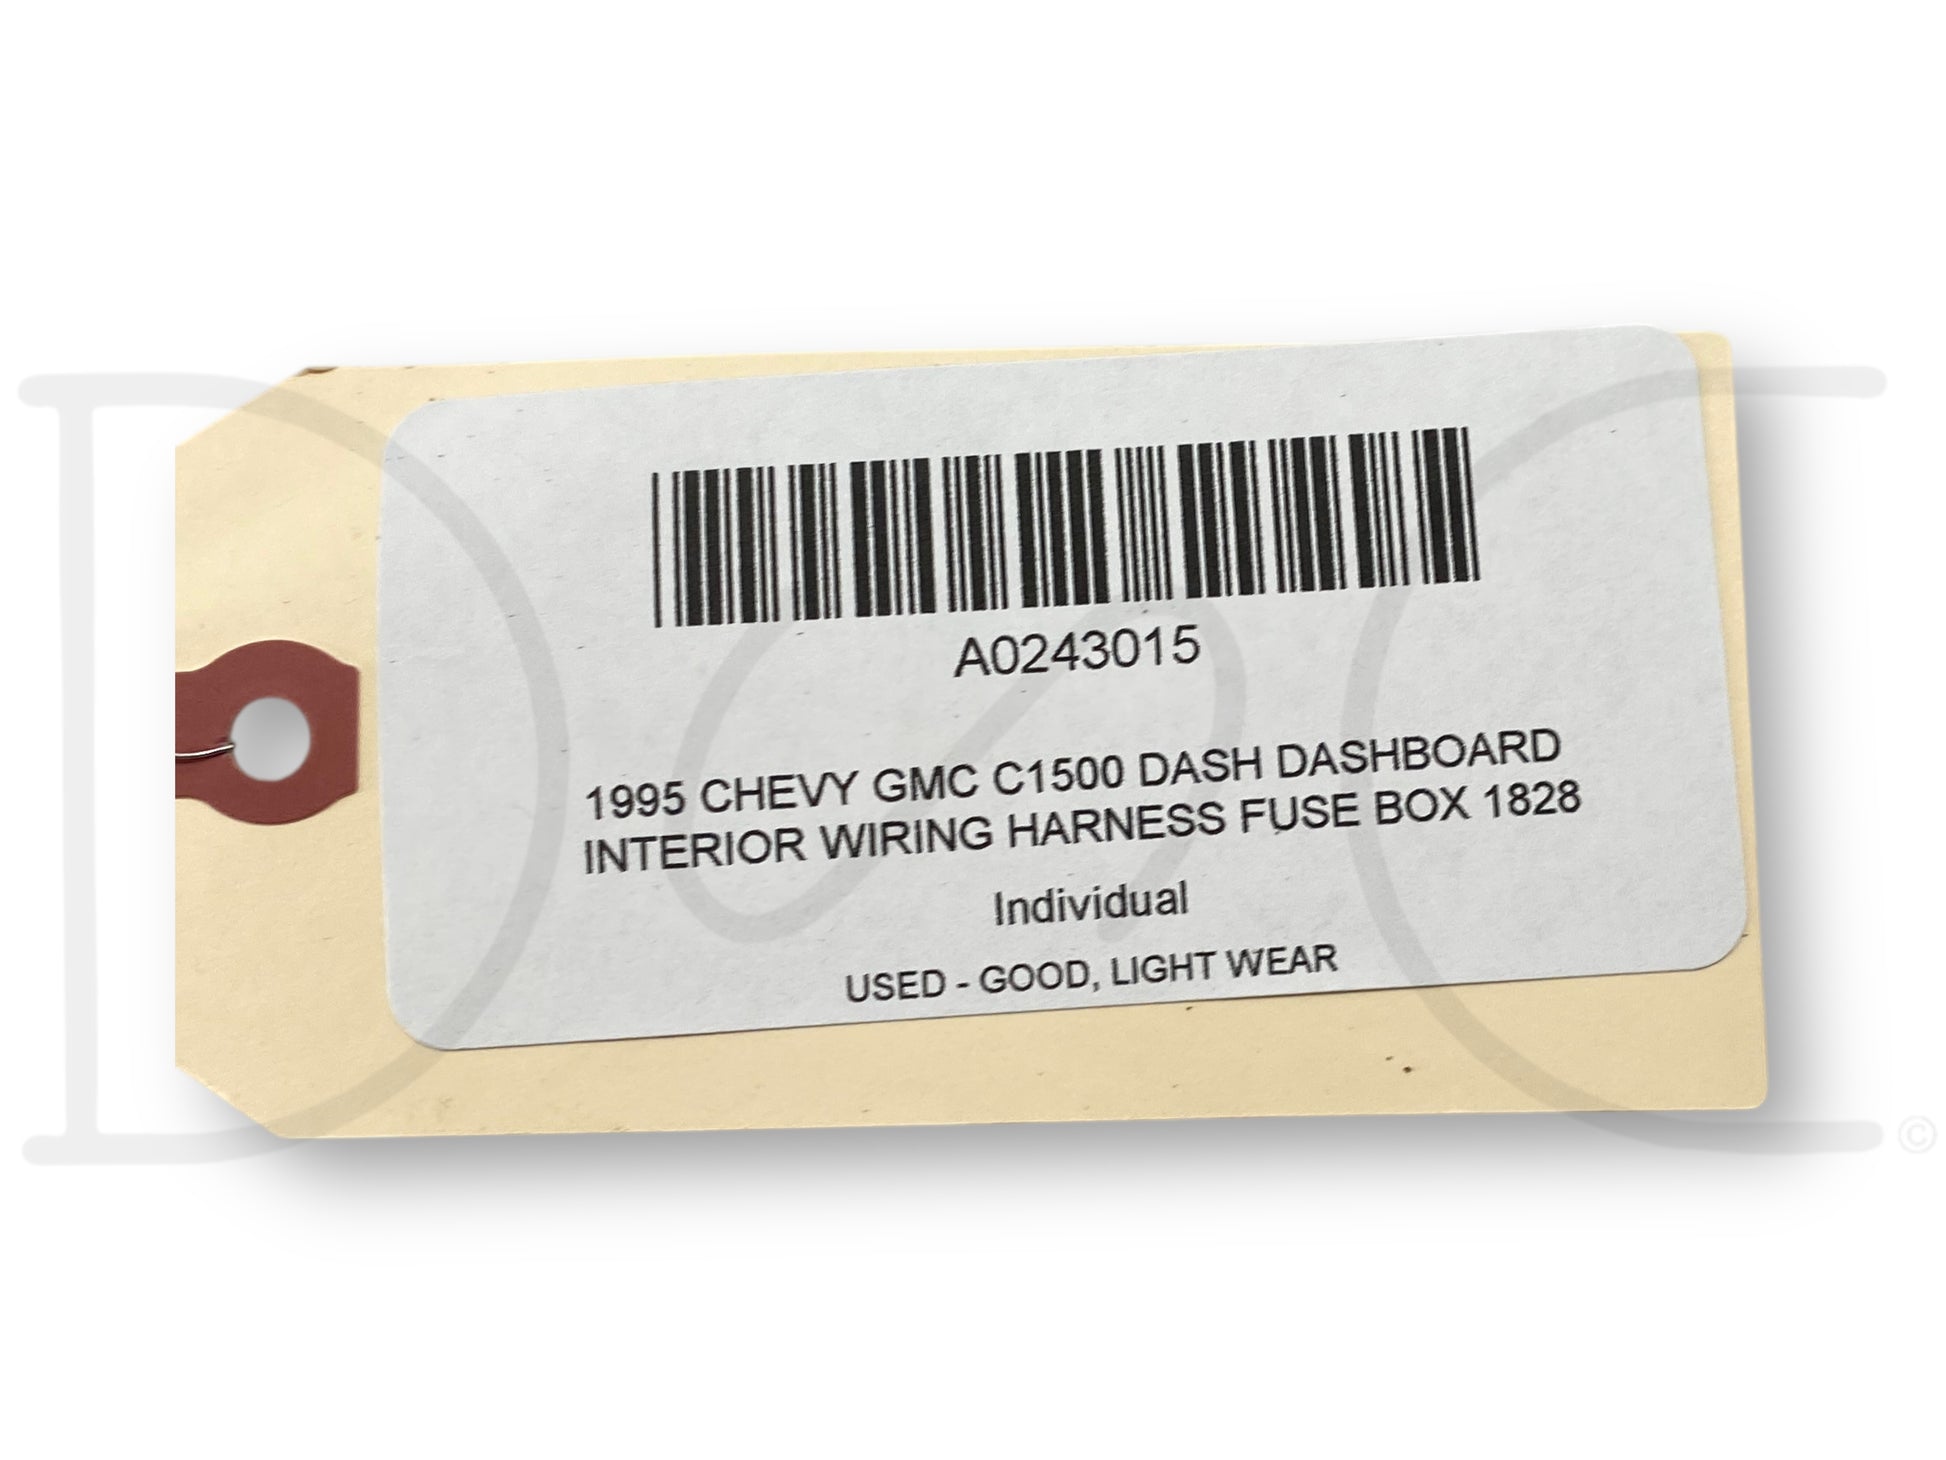 A0243015
1995 CHEVY GMC C1500 DASH DASHBOARD
INTERIOR WIRING HARNESS FUSE BOX 1828
Individual
USED - GOOD, LIGHT WEAR
©